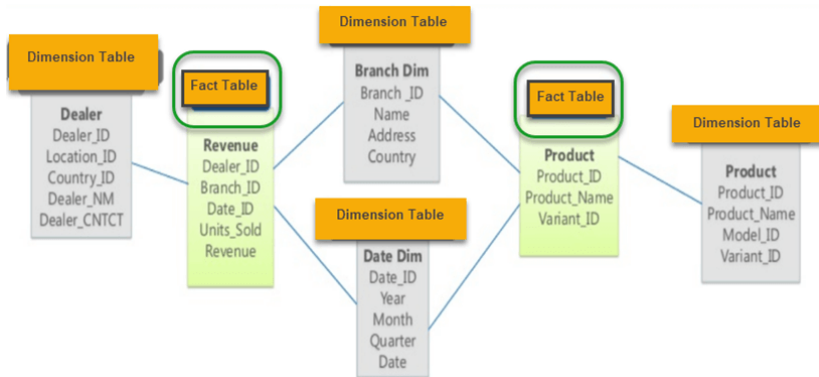 Dimension Table
Dealer
Dealer_ID
Location_ID
Country_ID
Dealer_NM
Dealer_CNTCT
Fact Table
Revenue
Dealer_ID
Branch_ID
Date_ID
Units_Sold
Revenue
Dimension Table
Branch Dim
Branch _ID
Name
Address
Country
Dimension Table
Date Dim
Date_ID
Year
Month
Quarter
Date
Fact Table
Product
Product_ID
Product_Name
Variant_ID
Dimension Table
Product
Product_ID
Product_Name
Model_ID
Variant_ID